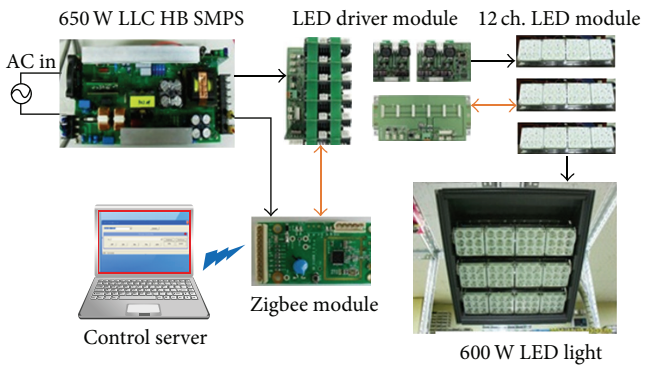 650 W LLC HB SMPS
LED driver module
12 ch. LED module
AC in
Zigbee module
Control server
600 W LED light